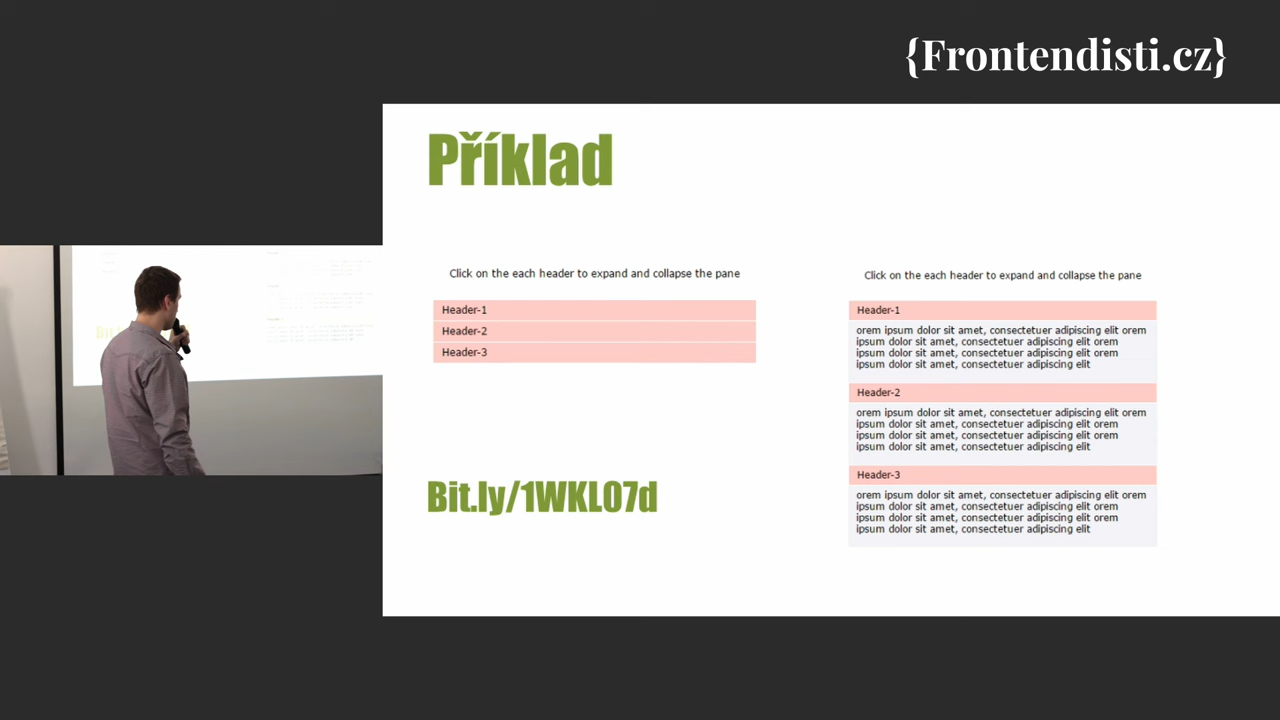 {Frontendisti.cz}
Příklad
Click on the each header to expand and collapse the pane
Header-1
Header-2
Header-3
Bit.ly/1WKLO7d
Click on the each header to expand and collapse the pane
Header-1
orem ipsum dolor sit amet, consectetuer adipiscing elit orem
ipsum dolor sit amet, consectetuer adipiscing elit orem
ipsum dolor sit amet, consectetuer adipiscing elit orem
ipsum dolor sit amet, consectetuer adipiscing elit
Header-2
orem ipsum dolor sit amet, consectetuer adipiscing elit orem
ipsum dolor sit amet, consectetuer adipiscing elit orem
ipsum dolor sit amet, consectetuer adipiscing elit orem
ipsum dolor sit amet, consectetuer adipiscing elit
Header-3
orem ipsum dolor sit amet, consectetuer adipiscing elit orem
ipsum dolor sit amet, consectetuer adipiscing elit orem
ipsum dolor sit amet, consectetuer adipiscing elit orem
ipsum dolor sit amet, consectetuer adipiscing elit